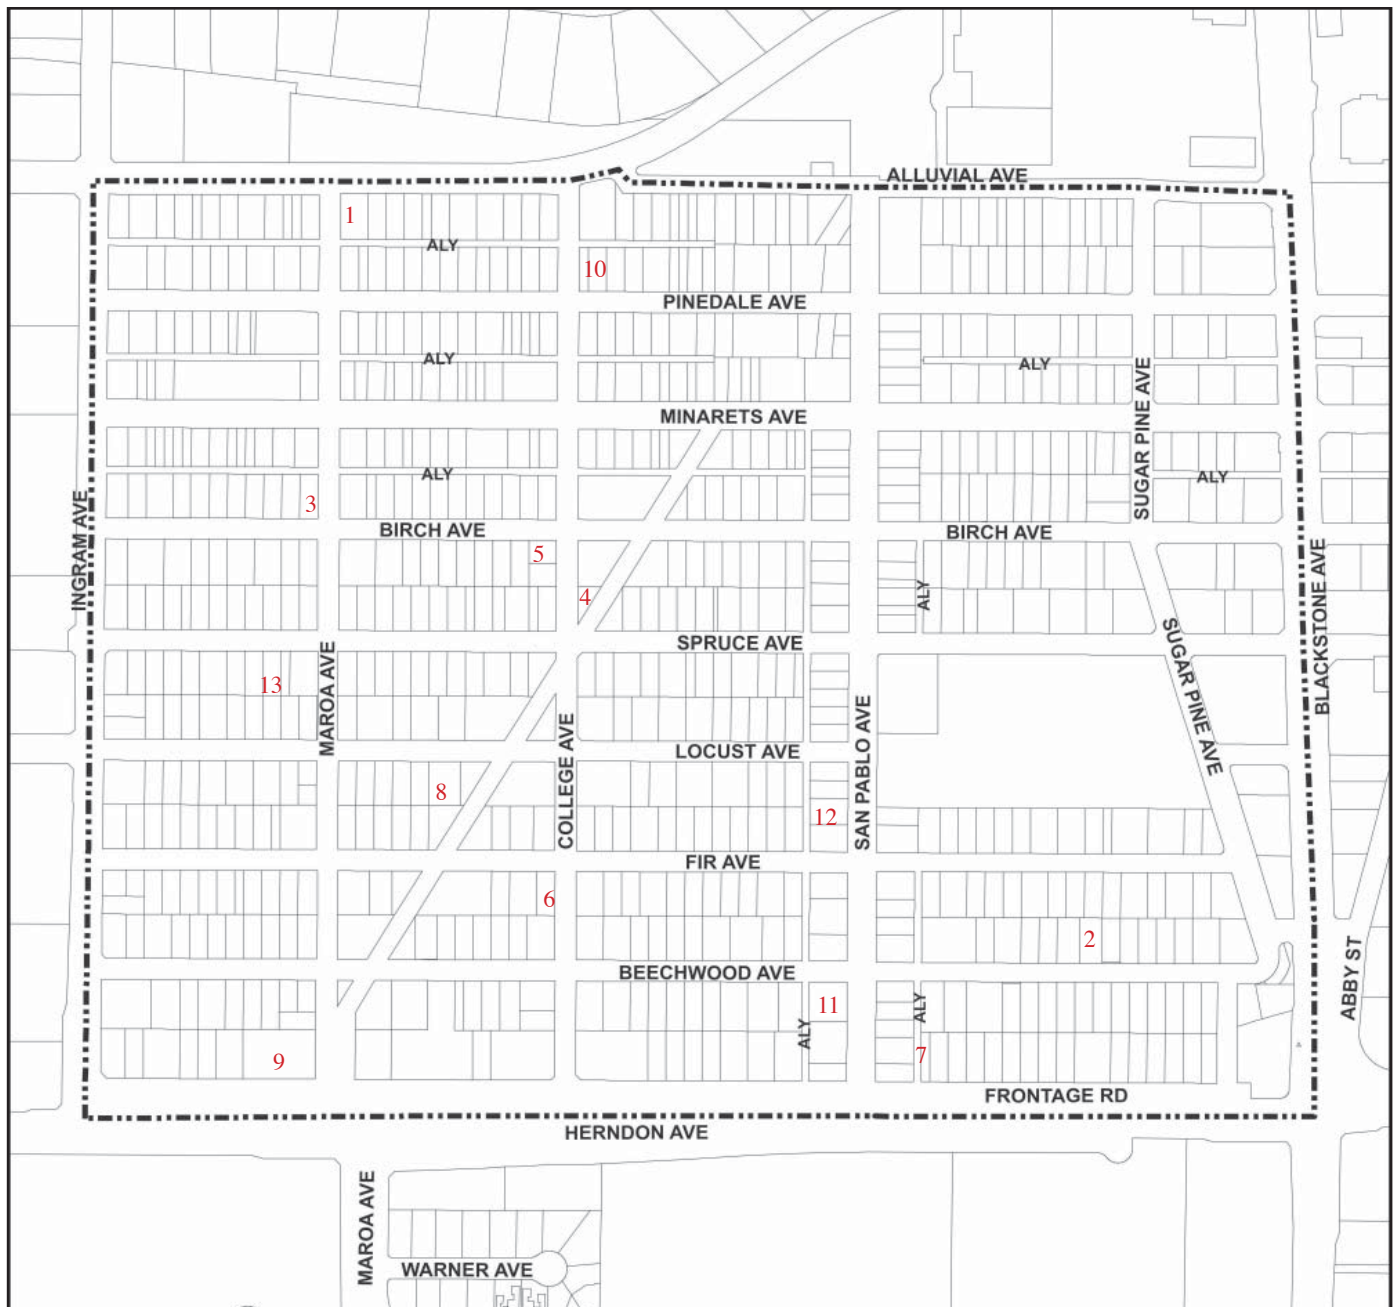 ALLUVIAL AVE
1
ALY
10
PINEDALE AVE
ALY
ALY
MINARETS AVE
SUGAR PINE AVE
ALY
ALY
3
INGRAM AVE
BIRCH AVE
BIRCH AVE
5
4
ALY
BLACKSTONE AVE
SPRUCE AVE
SUGAR PINE AVE
13
MAROA AVE
COLLEGE AVE
LOCUST AVE
SAN PABLO AVE
8
12
FIR AVE
6
2
BEECHWOOD AVE
ABBY ST
11
ALY
ALY
9
7
FRONTAGE RD
HERNDON AVE
MAROA AVE
WARNER AVE